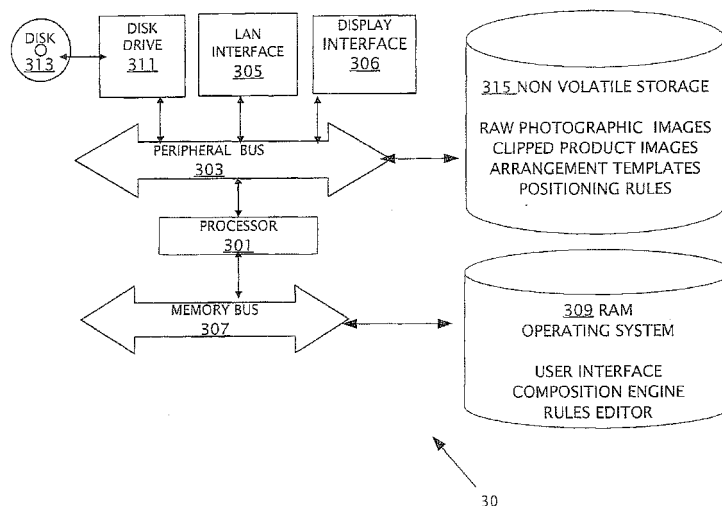 DISK
313
DISK
DRIVE
311
LAN
INTERFACE
305
DISPLAY
INTERFACE
306
PERIPHERAL BUS
303
PROCESSOR
301
MEMORY BUS
307
315 NON VOLATILE STORAGE
RAW PHOTOGRAPHIC IMAGES
CLIPPED PRODUCT IMAGES
ARRANGEMENT TEMPLATES
POSITIONING RULES
309 RAM
OPERATING SYSTEM
USER INTERFACE
COMPOSITION ENGINE
RULES EDITOR
30